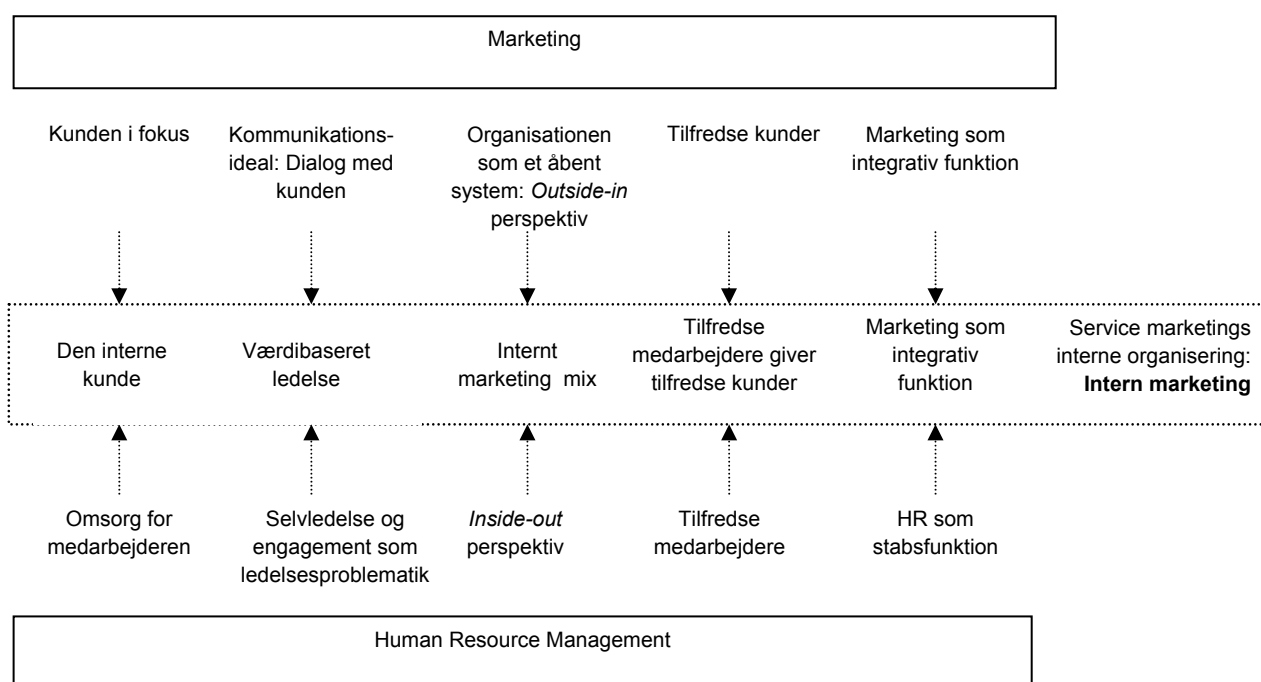 Marketing
Kunden i fokus
Kommunikations-
ideal: Dialog med
kunden
Organisationen
som et åbent
system: Outside-in
perspektiv
Tilfredse kunder
Marketing som
integrativ funktion
Den interne
kunde
Værdibaseret
ledelse
Internt
marketing mix
Tilfredse
medarbejdere giver
tilfredse kunder
Marketing som
integrativ
funktion
Service marketings
interne organisering:
Intern marketing
Omsorg for
medarbejderen
Selvledelse og
engagement som
ledelsesproblematik
Inside-out
perspektiv
Tilfredse
medarbejdere
HR som
stabsfunktion
Human Resource Management